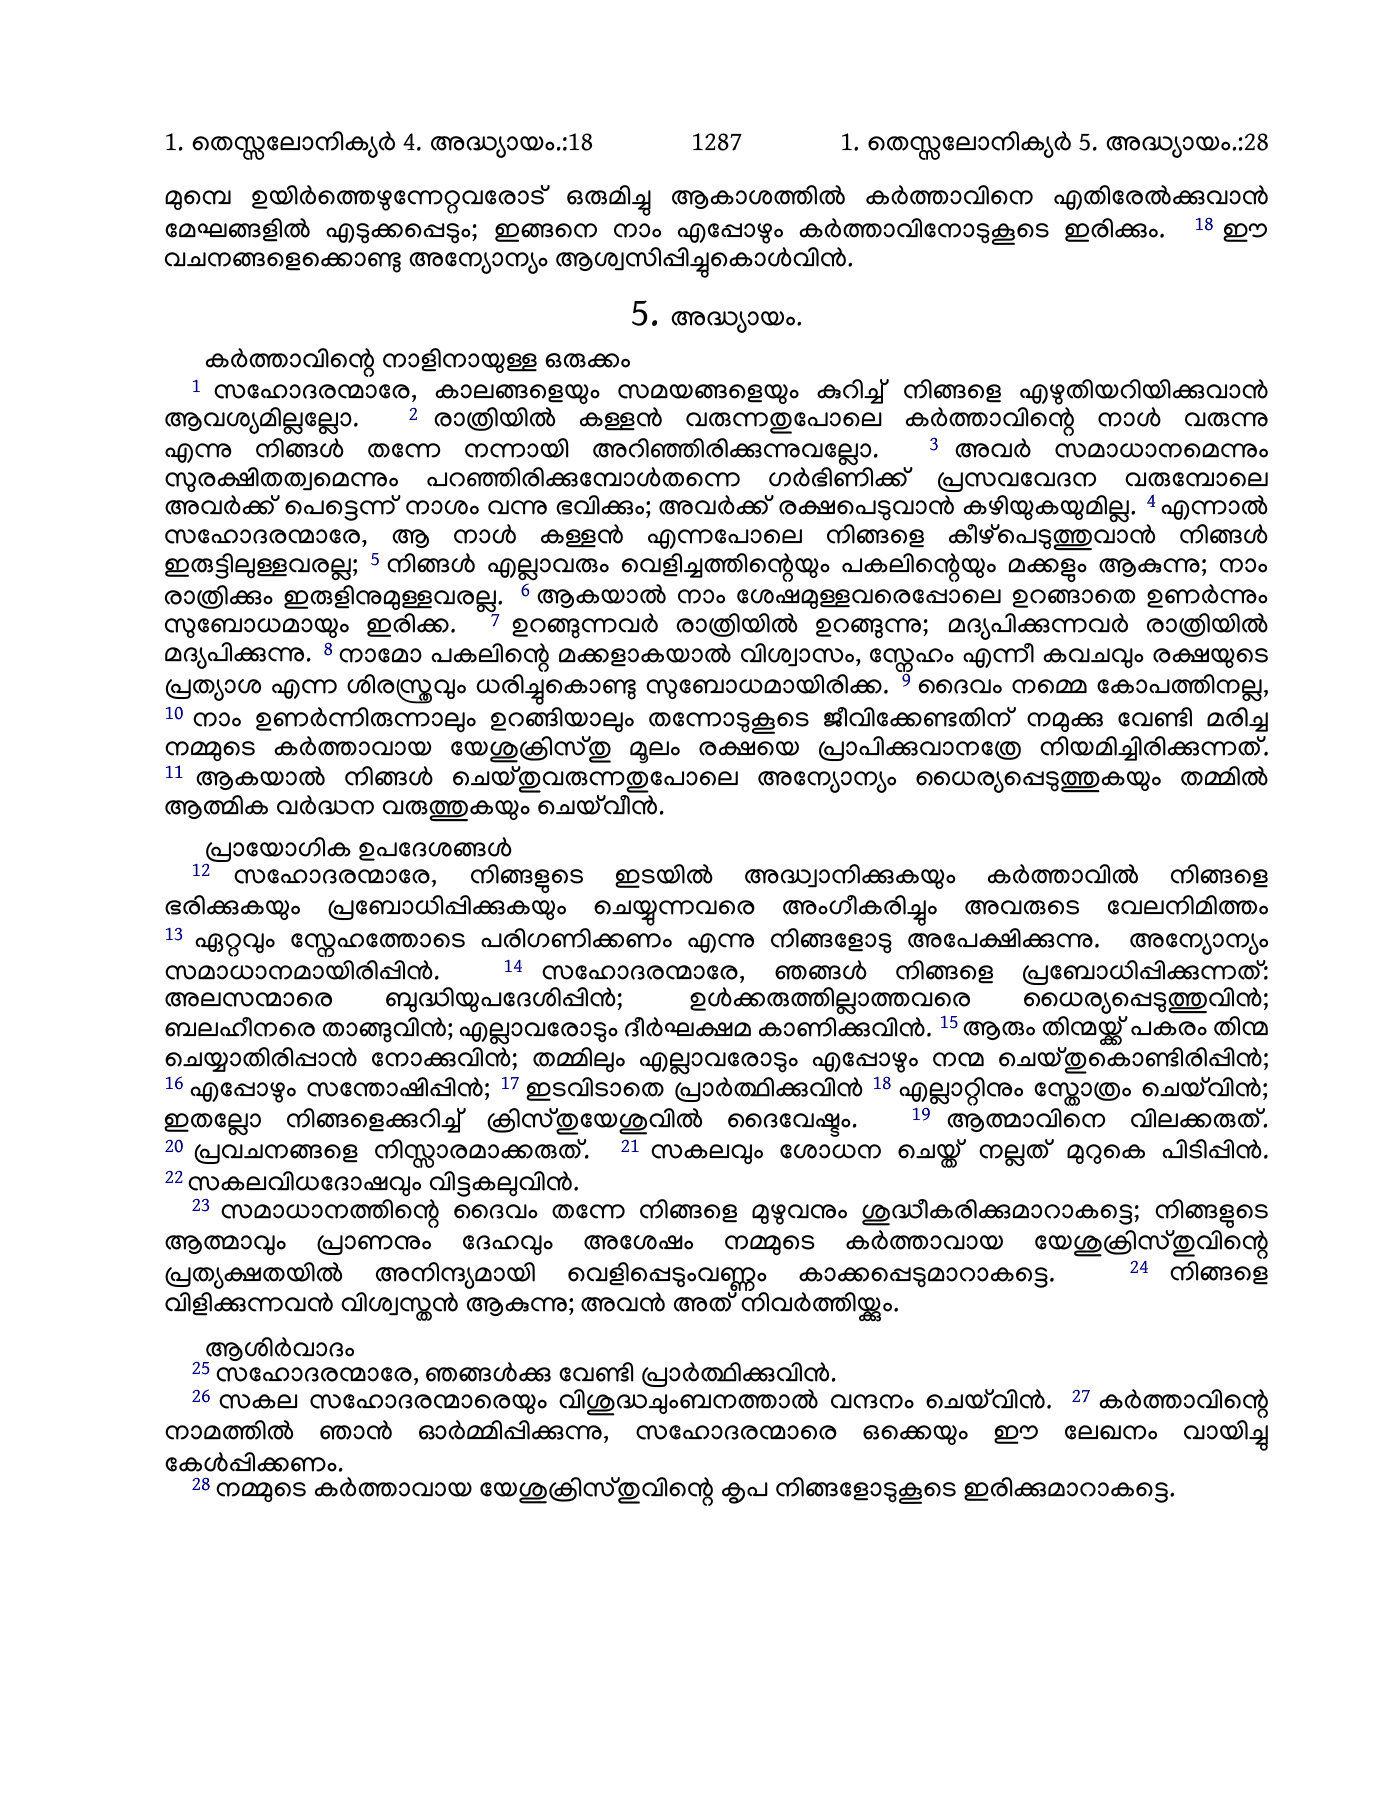 1. തെസ്സലോനിക്യർ 4. അദ്ധ്യായം.:18 1287 1. തെസ്സലോനിക്യർ 5. അദ്ധ്യായം.:28
മുമ്പെ ഉയിർത്തെഴുന്നേറ്റവരോട് ഒരുമിച്ചു ആകാശത്തിൽ കർത്താവിനെ എതിരേൽക്കുവാൻ
മേഘങ്ങളിൽ എടുക്കപ്പെടും; ഇങ്ങനെ നാം എപ്പോഴും കർത്താവിനോടുകൂടെ ഇരിക്കും. 18 ഈ
വചനങ്ങളെക്കൊണ്ടു അന്യോന്യം ആശ്വസിപ്പിച്ചുകൊൾവിൻ.
5. അദ്ധ്യായം.
കർത്താവിന്റെ നാളിനായുള്ള ഒരുക്കം
1 സഹോദരന്മാരേ, കാലങ്ങളെയും സമയങ്ങളെയും കുറിച്ച് നിങ്ങളെ എഴുതിയറിയിക്കുവാൻ
ആവശ്യമില്ലല്ലോ. 2 രാത്രിയിൽ കള്ളൻ വരുന്നതുപോലെ കർത്താവിന്റെ നാൾ വരുന്നു
എന്നു നിങ്ങൾ തന്നേ നന്നായി അറിഞ്ഞിരിക്കുന്നുവല്ലോ. 3 അവർ സമാധാനമെന്നും
സുരക്ഷിതത്വമെന്നും പറഞ്ഞിരിക്കുമ്പോൾതന്നെ ഗർഭിണിക്ക് പ്രസവവേദന വരുമ്പോലെ
അവർക്ക് പെട്ടെന്ന് നാശം വന്നു ഭവിക്കും; അവർക്ക് രക്ഷപെടുവാൻ കഴിയുകയുമില്ല. 4 എന്നാൽ
സഹോദരന്മാരേ, ആ നാൾ കള്ളൻ എന്നപോലെ നിങ്ങളെ കീഴ്പെടുത്തുവാൻ നിങ്ങൾ
ഇരുട്ടിലുള്ളവരല്ല; 5 നിങ്ങൾ എല്ലാവരും വെളിച്ചത്തിന്റെയും പകലിന്റെയും മക്കളും ആകുന്നു; നാം
രാത്രിക്കും ഇരുളിനുമുള്ളവരല്ല. 6 ആകയാൽ നാം ശേഷമുള്ളവരെപ്പോലെ ഉറങ്ങാതെ ഉണർന്നും
സുബോധമായും ഇരിക്ക. 7 ഉറങ്ങുന്നവർ രാത്രിയിൽ ഉറങ്ങുന്നു; മദ്യപിക്കുന്നവർ രാത്രിയിൽ
മദ്യപിക്കുന്നു. 8 നാമോ പകലിന്റെ മക്കളാകയാൽ വിശ്വാസം, സ്നേഹം എന്നീ കവചവും രക്ഷയുടെ
പ്രത്യാശ എന്ന ശിരസ്ത്രവും ധരിച്ചുകൊണ്ടു സുബോധമായിരിക്ക. 9 ദൈവം നമ്മെ കോപത്തിനല്ല,
10 നാം ഉണർന്നിരുന്നാലും ഉറങ്ങിയാലും തന്നോടുകൂടെ ജീവിക്കേണ്ടതിന് നമുക്കു വേണ്ടി മരിച്ച
നമ്മുടെ കർത്താവായ യേശുക്രിസ്തു മൂലം രക്ഷയെ പ്രാപിക്കുവാനത്രേ നിയമിച്ചിരിക്കുന്നത്.
11 ആകയാൽ നിങ്ങൾ ചെയ്തുവരുന്നതുപോലെ അന്യോന്യം ധൈര്യപ്പെടുത്തുകയും തമ്മിൽ
ആത്മിക വർദ്ധന വരുത്തുകയും ചെയ്‌വീൻ.
പ്രായോഗിക ഉപദേശങ്ങൾ
12 സഹോദരന്മാരേ, നിങ്ങളുടെ ഇടയിൽ അദ്ധ്വാനിക്കുകയും കർത്താവിൽ നിങ്ങളെ
ഭരിക്കുകയും പ്രബോധിപ്പിക്കുകയും ചെയ്യുന്നവരെ അംഗീകരിച്ചും അവരുടെ വേലനിമിത്തം
13 ഏറ്റവും സ്നേഹത്തോടെ പരിഗണിക്കണം എന്നു നിങ്ങളോടു അപേക്ഷിക്കുന്നു. അന്യോന്യം
സമാധാനമായിരിപ്പിൻ. 14 സഹോദരന്മാരേ, ഞങ്ങൾ നിങ്ങളെ പ്രബോധിപ്പിക്കുന്നത്:
അലസന്മാരെ ബുദ്ധിയുപദേശിപ്പിൻ; ഉൾക്കരുത്തില്ലാത്തവരെ ധൈര്യപ്പെടുത്തുവിൻ;
ബലഹീനരെ താങ്ങുവിൻ; എല്ലാവരോടും ദീർഘക്ഷമ കാണിക്കുവിൻ. 15 ആരും തിന്മയ്ക്ക് പകരം തിന്മ
ചെയ്യാതിരിപ്പാൻ നോക്കുവിൻ; തമ്മിലും എല്ലാവരോടും എപ്പോഴും നന്മ ചെയ്തുകൊണ്ടിരിപ്പിൻ;
16 എപ്പോഴും സന്തോഷിപ്പിൻ; 17 ഇടവിടാതെ പ്രാർത്ഥിക്കുവിൻ 18 എല്ലാറ്റിനും സ്തോത്രം ചെയ്‌വിൻ;
ഇതല്ലോ നിങ്ങളെക്കുറിച്ച് ക്രിസ്തുയേശുവിൽ ദൈവേഷ്ടം. 19 ആത്മാവിനെ വിലക്കരുത്.
20 പ്രവചനങ്ങളെ നിസ്സാരമാക്കരുത്. 21 സകലവും ശോധന ചെയ്ത് നല്ലത് മുറുകെ പിടിപ്പിൻ.
22 സകലവിധദോഷവും വിട്ടകലുവിൻ.
23 സമാധാനത്തിന്റെ ദൈവം തന്നേ നിങ്ങളെ മുഴുവനും ശുദ്ധീകരിക്കുമാറാകട്ടെ; നിങ്ങളുടെ
ആത്മാവും പ്രാണനും ദേഹവും അശേഷം നമ്മുടെ കർത്താവായ യേശുക്രിസ്തുവിന്റെ
പ്രത്യക്ഷതയിൽ അനിന്ദ്യമായി വെളിപ്പെടുംവണ്ണം കാക്കപ്പെടുമാറാകട്ടെ. 24 നിങ്ങളെ
വിളിക്കുന്നവൻ വിശ്വസ്തൻ ആകുന്നു; അവൻ അത് നിവർത്തിയ്ക്കും.
ആശിർവാദം
25 സഹോദരന്മാരേ, ഞങ്ങൾക്കു വേണ്ടി പ്രാർത്ഥിക്കുവിൻ.
26 സകല സഹോദരന്മാരെയും വിശുദ്ധചുംബനത്താൽ വന്ദനം ചെയ്‌വിൻ. 27 കർത്താവിന്റെ
നാമത്തിൽ ഞാൻ ഓർമ്മിപ്പിക്കുന്നു, സഹോദരന്മാരെ ഒക്കെയും ഈ ലേഖനം വായിച്ചു
കേൾപ്പിക്കണം.
28 നമ്മുടെ കർത്താവായ യേശുക്രിസ്തുവിന്റെ കൃപ നിങ്ങളോടുകൂടെ ഇരിക്കുമാറാകട്ടെ.